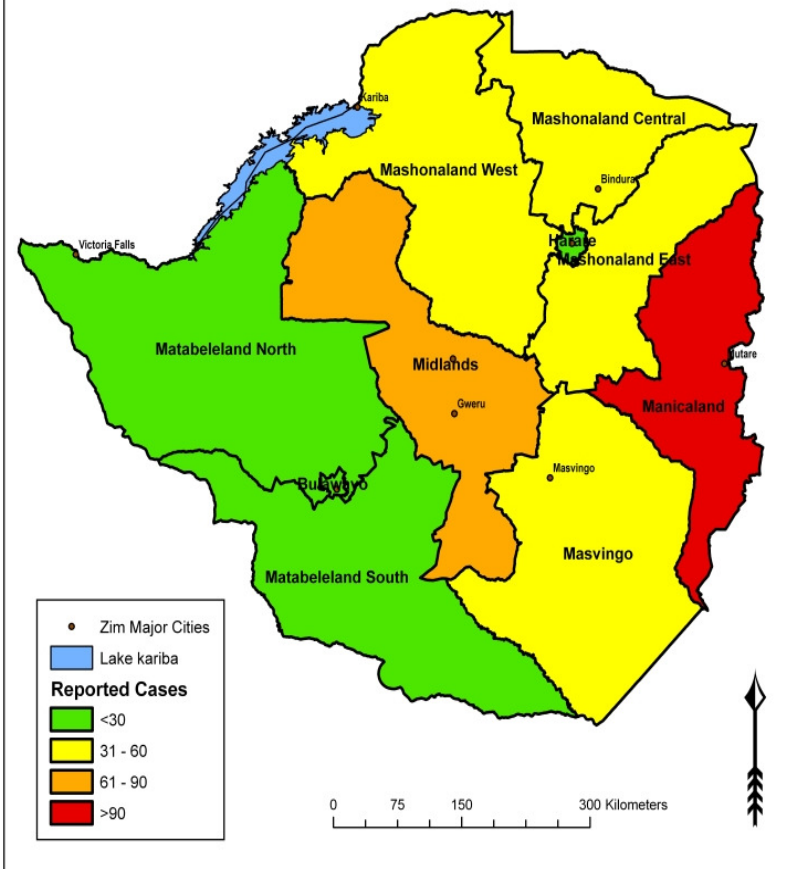 Kariba
Mashonaland Central
Mashonaland West
Bindura
Harare
Mashonaland East
Victoria Falls
Matabeleland North
Midlands
Mutare
Gweru
Manicaland
Masvingo
Bulawayo
Masvingo
Matabeleland South
Zim Major Cities
Lake kariba
Reported Cases
<30
31 - 60
61 - 90
>90
0 75 150 300 Kilometers